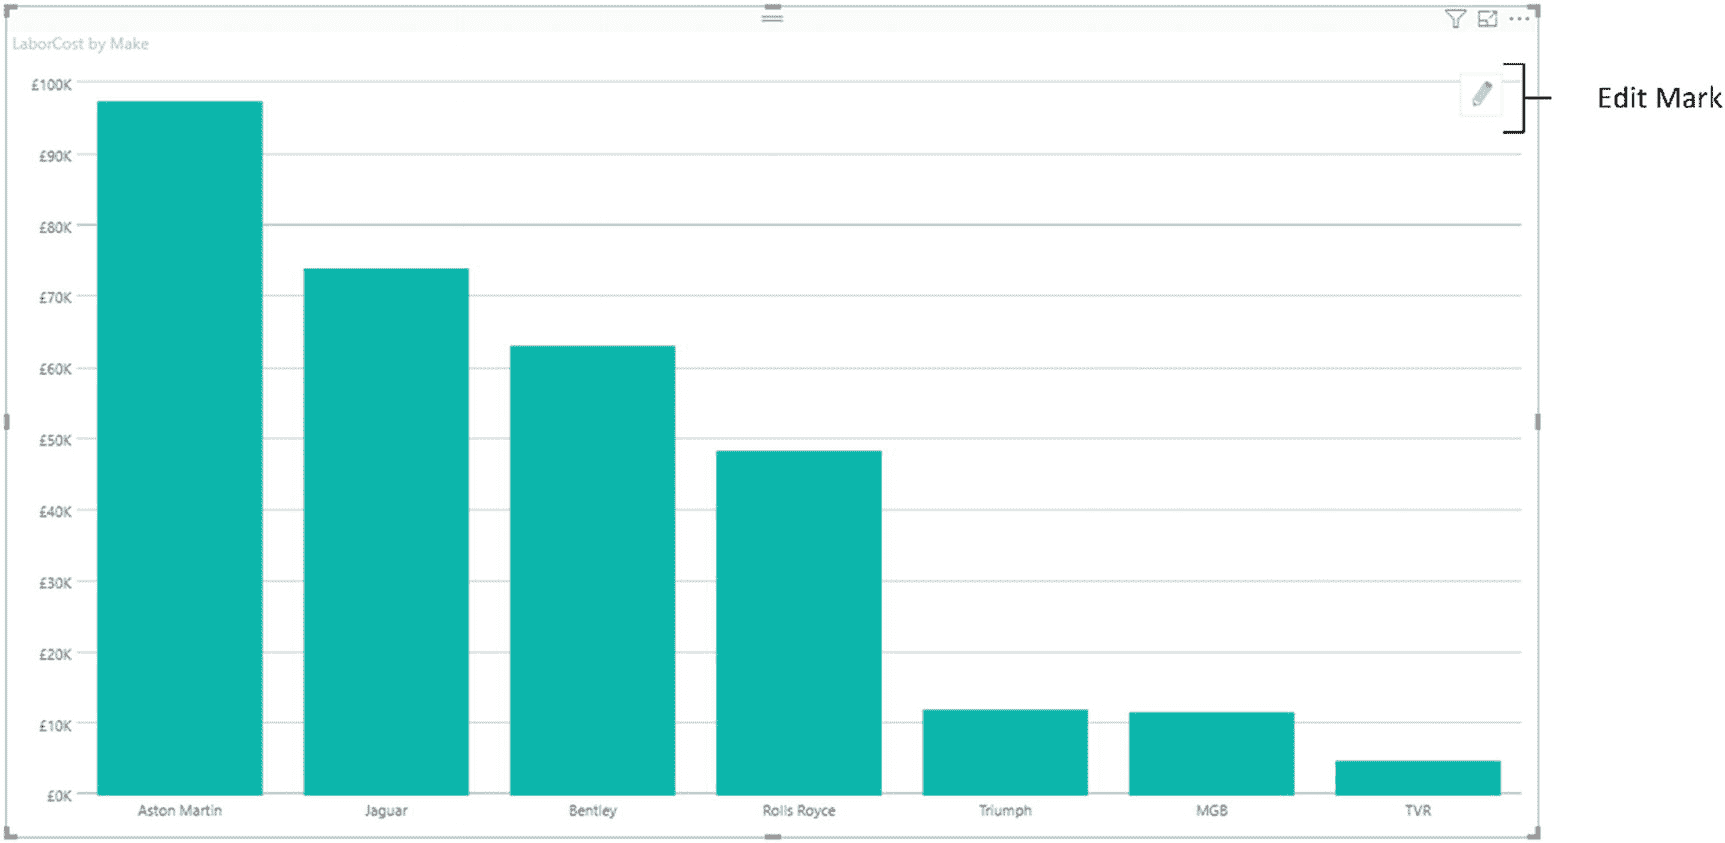 LaborCost by Make
£100K
£90K
£80K
£70K
£60K
£50K
£40K
£30K
£20K
£10K
£0K
Aston Martin Jaguar Bentley Rolls Royce Triumph MGB TVR
Edit Mark